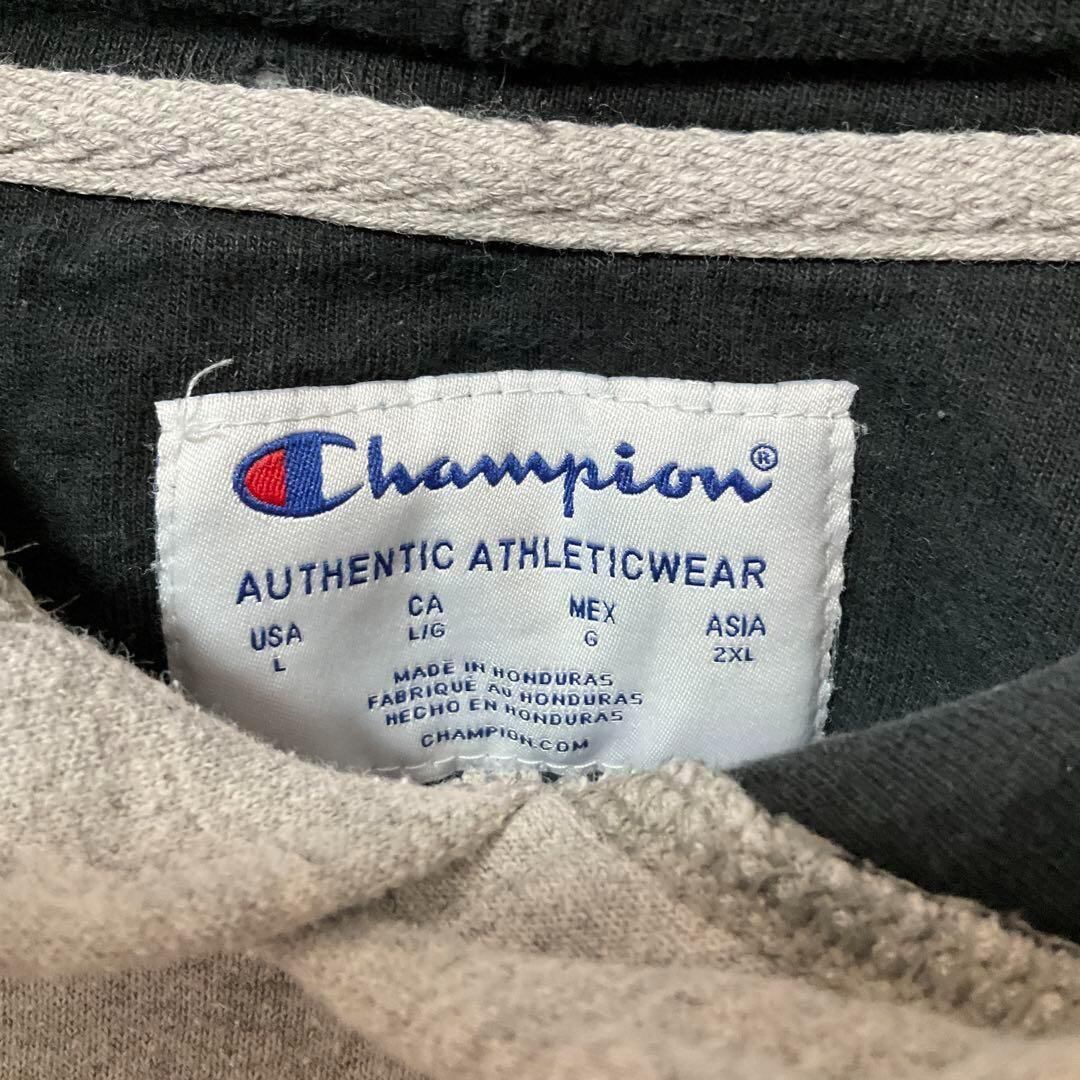 Champion®
AUTHENTIC ATHLETICWEAR
USA CA MEX ASIA
L L/G G 2XL
MADE IN HONDURAS
FABRIQUÉ AU HONDURAS
HECHO EN HONDURAS
CHAMPION.COM